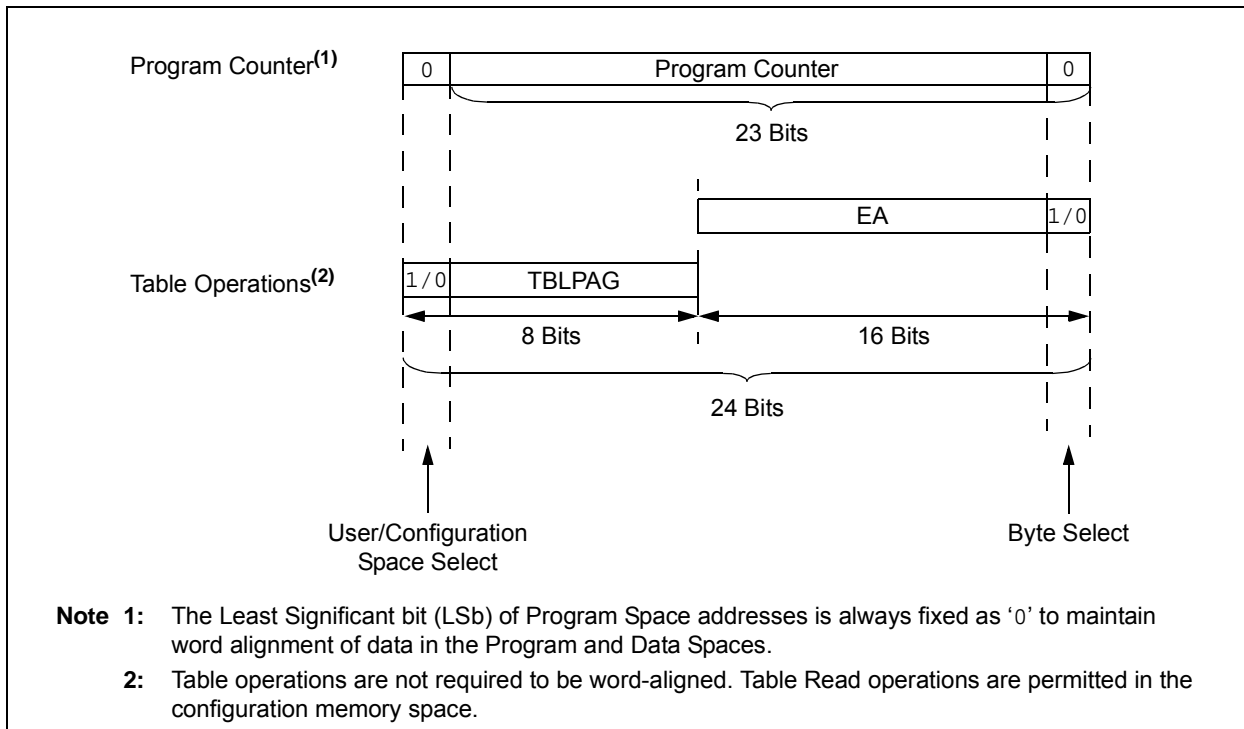 Program Counter(1)
0 Program Counter 0
23 Bits
EA 1/0
Table Operations(2)
1/0 TBLPAG
8 Bits 16 Bits
24 Bits
User/Configuration
Space Select
Byte Select
Note 1: The Least Significant bit (LSb) of Program Space addresses is always fixed as ‘0’ to maintain
word alignment of data in the Program and Data Spaces.
2: Table operations are not required to be word-aligned. Table Read operations are permitted in the
configuration memory space.